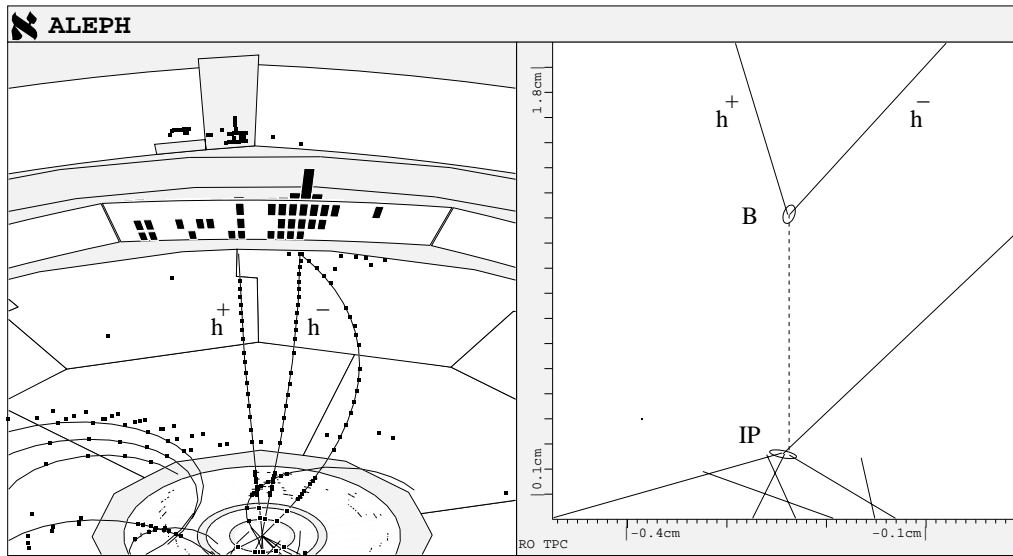 ℵ ALEPH
h⁺
h⁻
1.8cm
h⁺
h⁻
B
IP
0.1cm
-0.4cm
-0.1cm
RO TPC